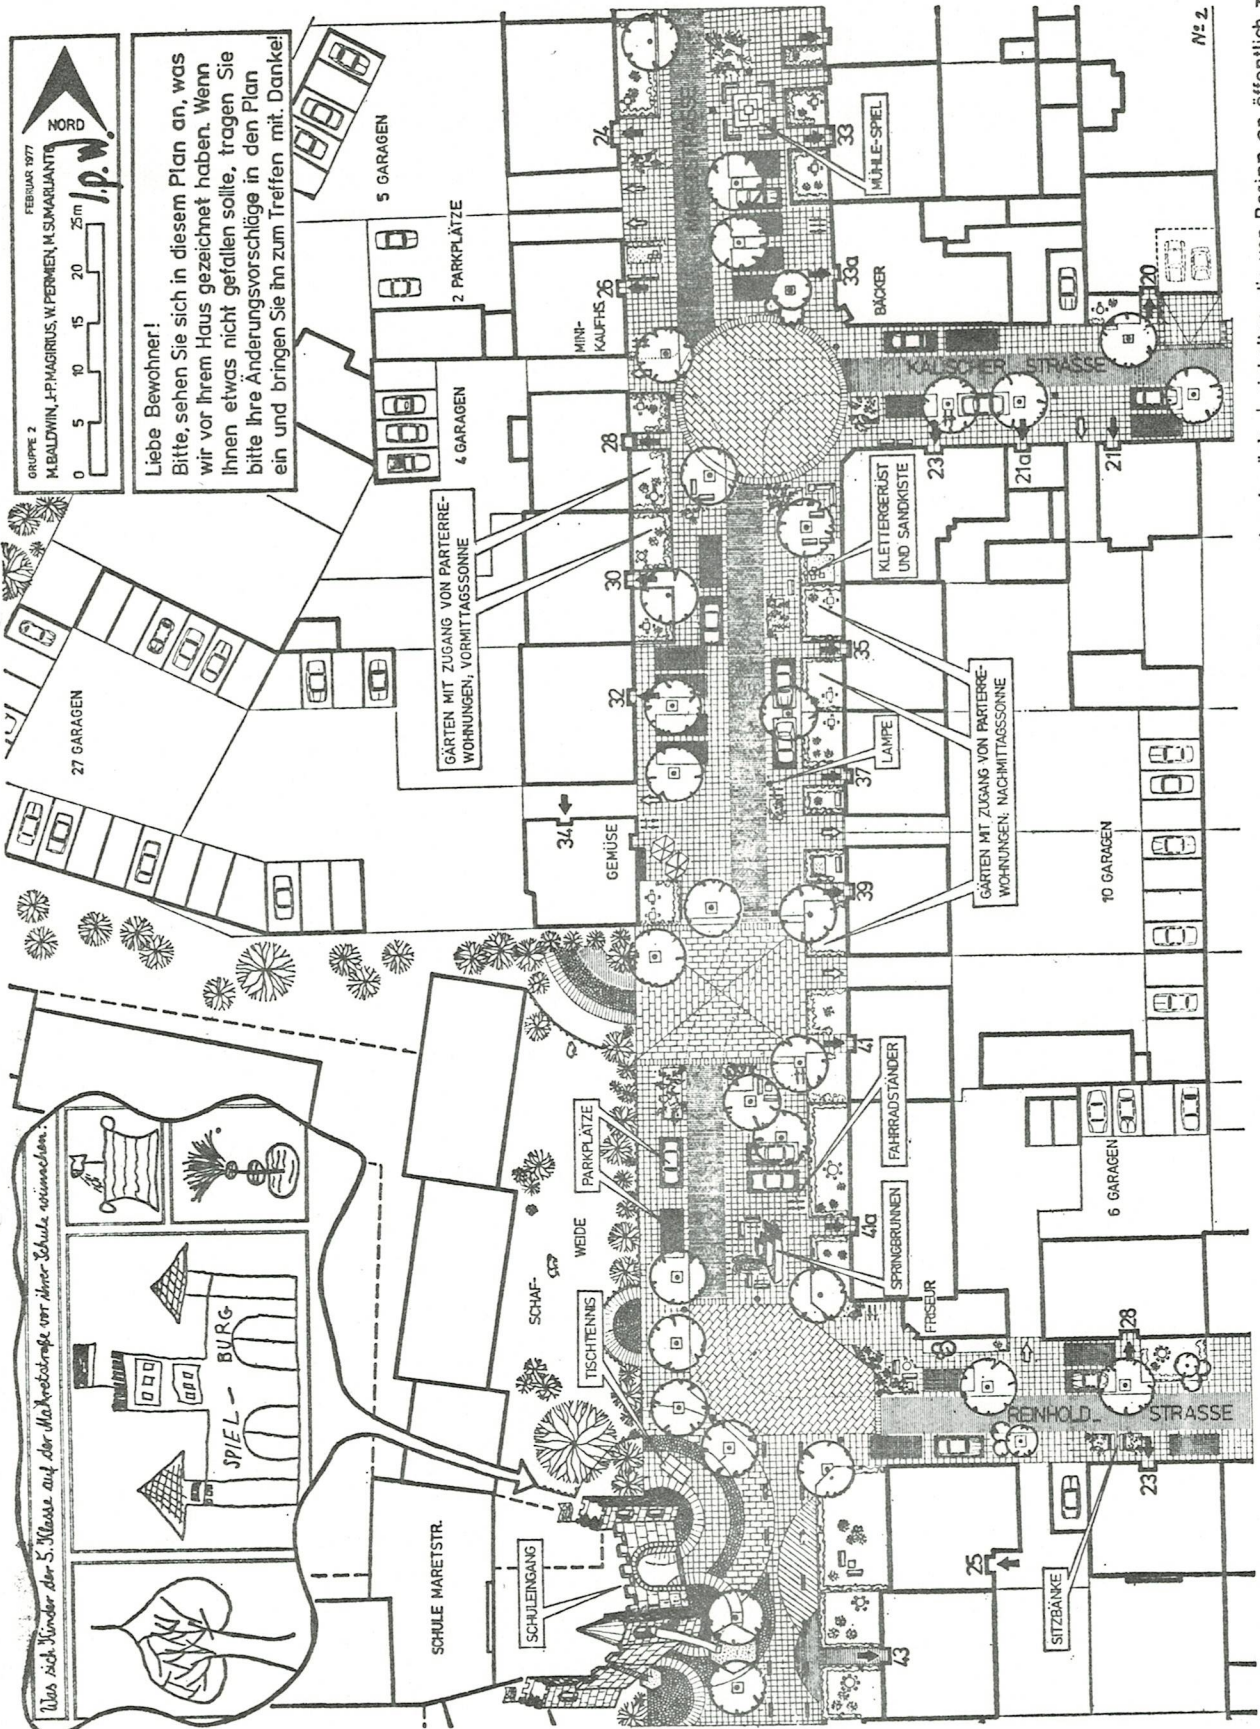 GRUPPE 2
FEBRUAR 1977
M.BALDWIN, J-P.MAGIRIUS, W.PERMIEN, M.SUMARIJANTO
0 5 10 15 20 25m
I.p.W.
NORD
Liebe Bewohner!
Bitte, sehen Sie sich in diesem Plan an, was
wir vor Ihrem Haus gezeichnet haben. Wenn
Ihnen etwas nicht gefallen sollte, tragen Sie
bitte Ihre Änderungsvorschläge in den Plan
ein und bringen Sie ihn zum Treffen mit. Danke!
Was sich Kinder der 5. Klasse auf der Maretstraße vor ihrer Schule wünschen:
SPIEL - BURG
27 GARAGEN
5 GARAGEN
2 PARKPLÄTZE
4 GARAGEN
GÄRTEN MIT ZUGANG VON PARTERRE-
WOHNUNGEN; VORMITTAGSSONNE
MINI-
KAUFHS.
GEMÜSE
SCHULE MARETSTR.
SCHULEINGANG
TISCHTENNIS
SCHAF-
WEIDE
PARKPLÄTZE
34
32
30
28
26
24
MARETSTRASSE
MÜHLE-SPIEL
33
33a
BÄCKER
KALSCHER STRASSE
20
23
21a
21
KLETTERGERÜST
UND SANDKISTE
35
37
39
41
41a
43
LAMPE
GÄRTEN MIT ZUGANG VON PARTERRE-
WOHNUNGEN; NACHMITTAGSSONNE
FAHRRADSTÄNDER
SPRINGBRUNNEN
FRISEUR
10 GARAGEN
6 GARAGEN
28
REINHOLD- STRASSE
23
25
SITZBÄNKE
№ 2